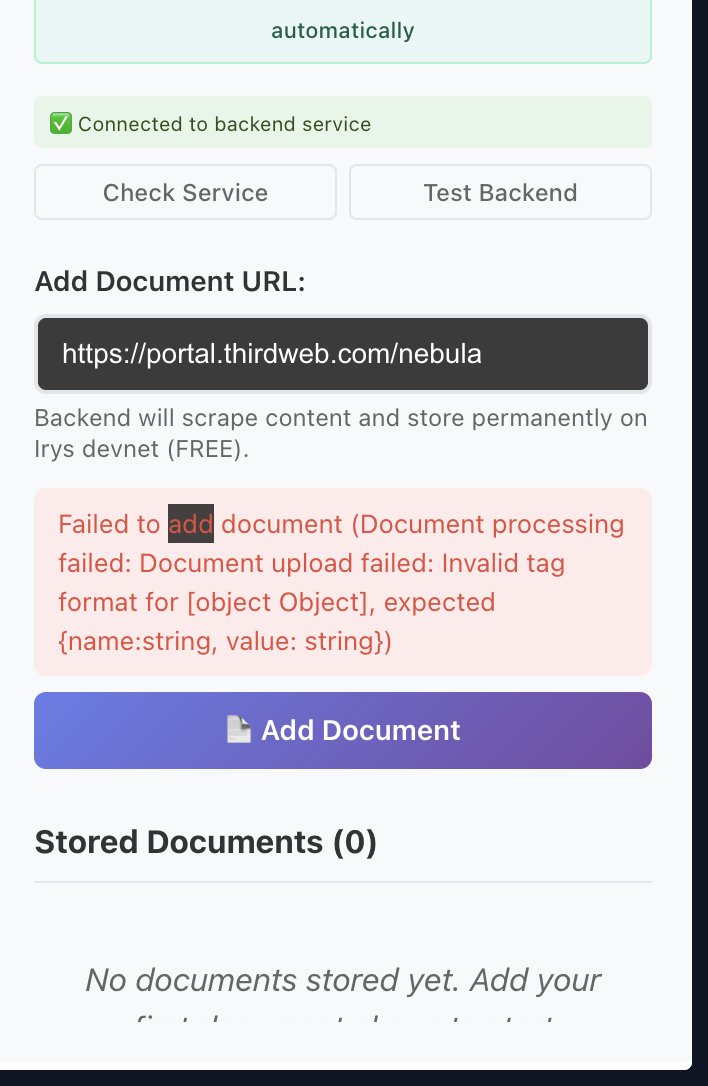 automatically
✅ Connected to backend service
Check Service
Test Backend
Add Document URL:
https://portal.thirdweb.com/nebula
Backend will scrape content and store permanently on
Irys devnet (FREE).
Failed to add document (Document processing
failed: Document upload failed: Invalid tag
format for [object Object], expected
{name:string, value: string})
📄 Add Document
Stored Documents (0)
No documents stored yet. Add your